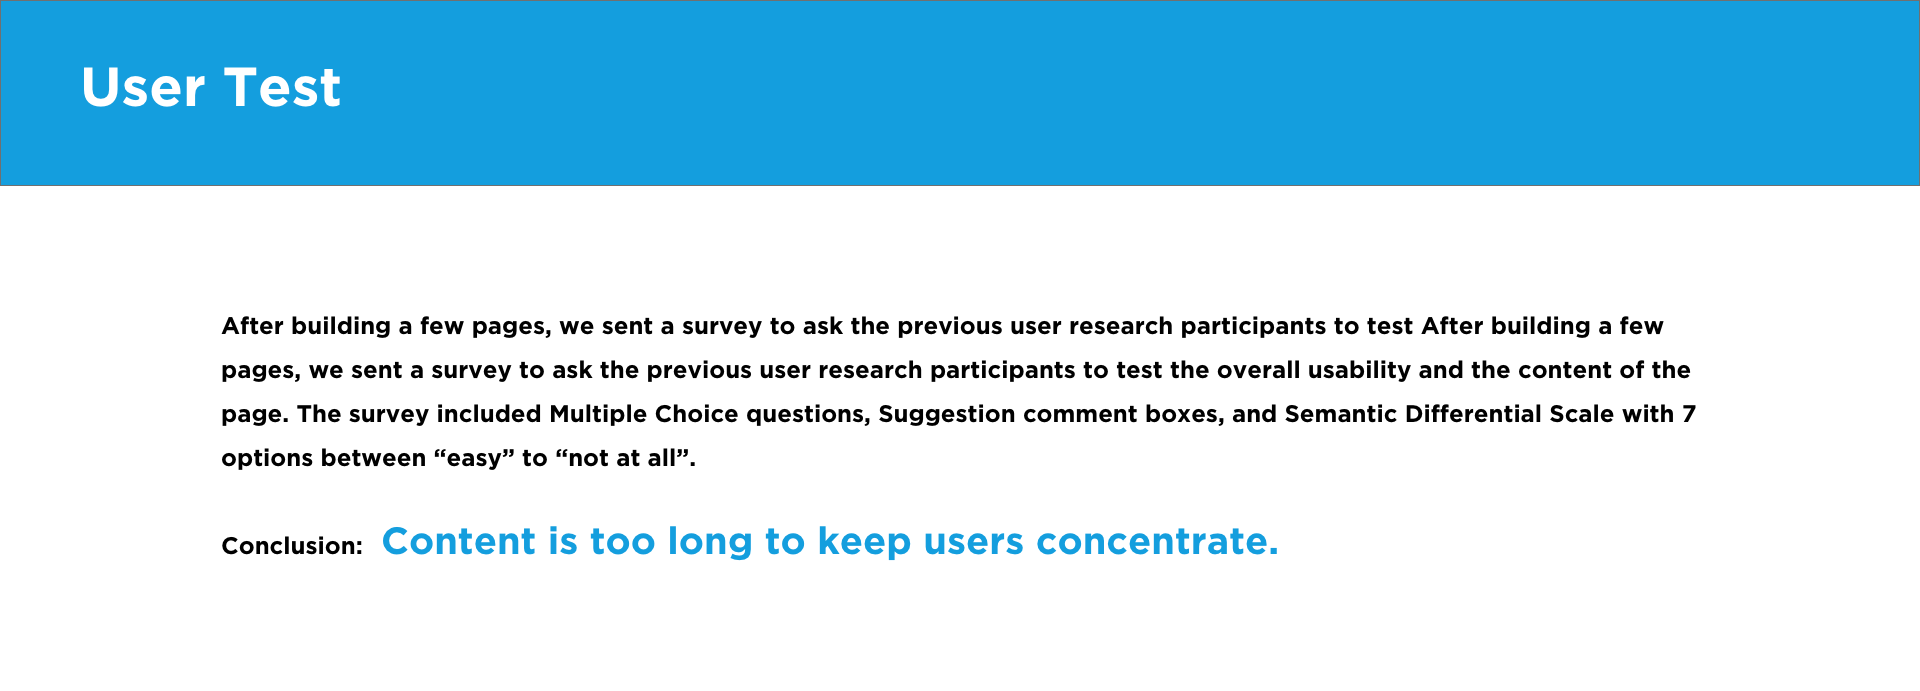 User Test
After building a few pages, we sent a survey to ask the previous user research participants to test After building a few
pages, we sent a survey to ask the previous user research participants to test the overall usability and the content of the
page. The survey included Multiple Choice questions, Suggestion comment boxes, and Semantic Differential Scale with 7
options between “easy” to “not at all”.
Conclusion: Content is too long to keep users concentrate.